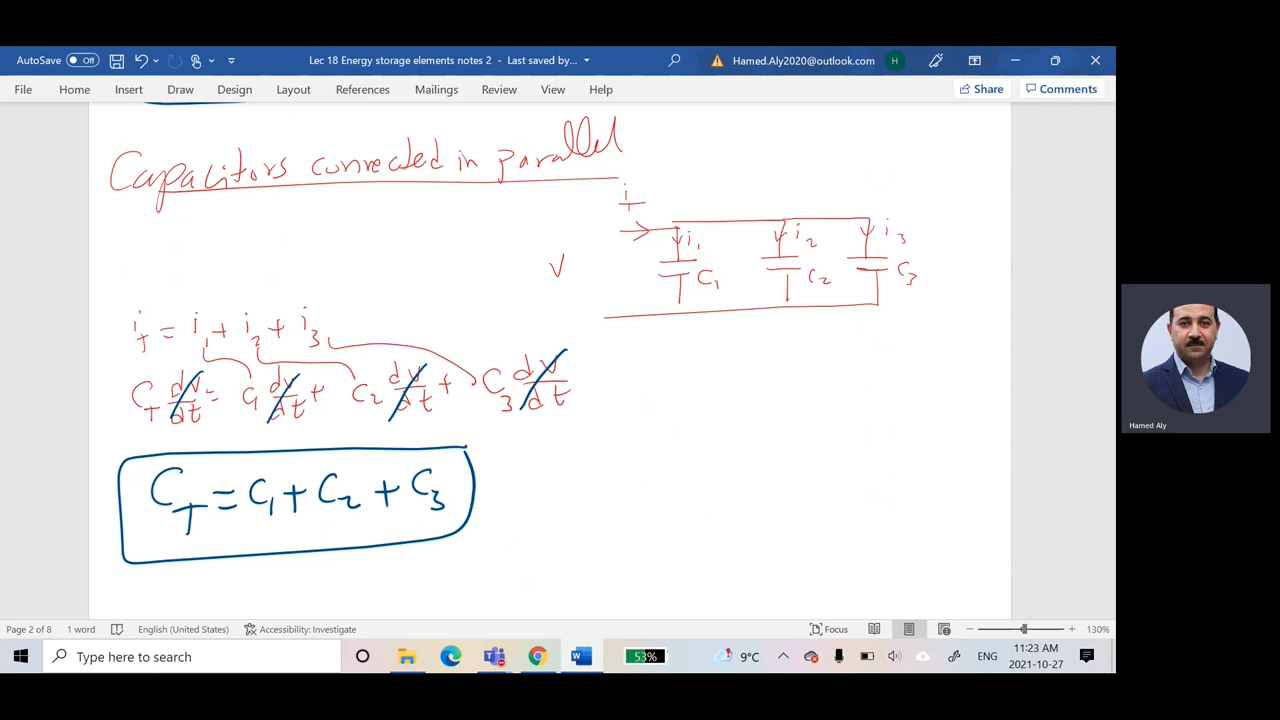 AutoSave Off Lec 18 Energy storage elements notes 2 - Last saved by... Hamed.Aly2020@outlook.com H
File Home Insert Draw Design Layout References Mailings Review View Help Share Comments
Capacitors connected in parallel
i_T
i_1 i_2 i_3
V
C_1 C_2 C_3
i_T = i_1 + i_2 + i_3
C_T dv/dt = C_1 dv/dt + C_2 dv/dt + C_3 dv/dt
C_T = C_1 + C_2 + C_3
Hamed Aly
Page 2 of 8 1 word English (United States) Accessibility: Investigate Focus 130%
Type here to search 53% 9°C ENG 11:23 AM
2021-10-27